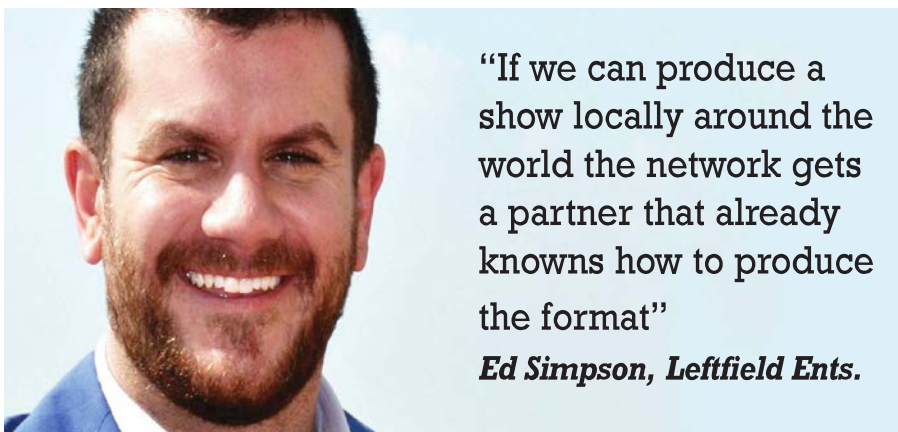 “If we can produce a
show locally around the
world the network gets
a partner that already
knowns how to produce
the format”
Ed Simpson, Leftfield Ents.